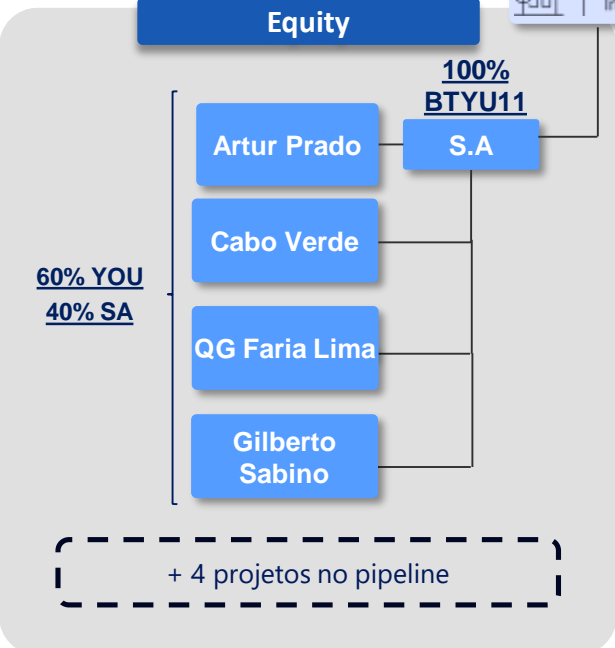 Equity
100%
BTYU11
Artur Prado
S.A
Cabo Verde
60% YOU
40% SA
QG Faria Lima
Gilberto
Sabino
+ 4 projetos no pipeline